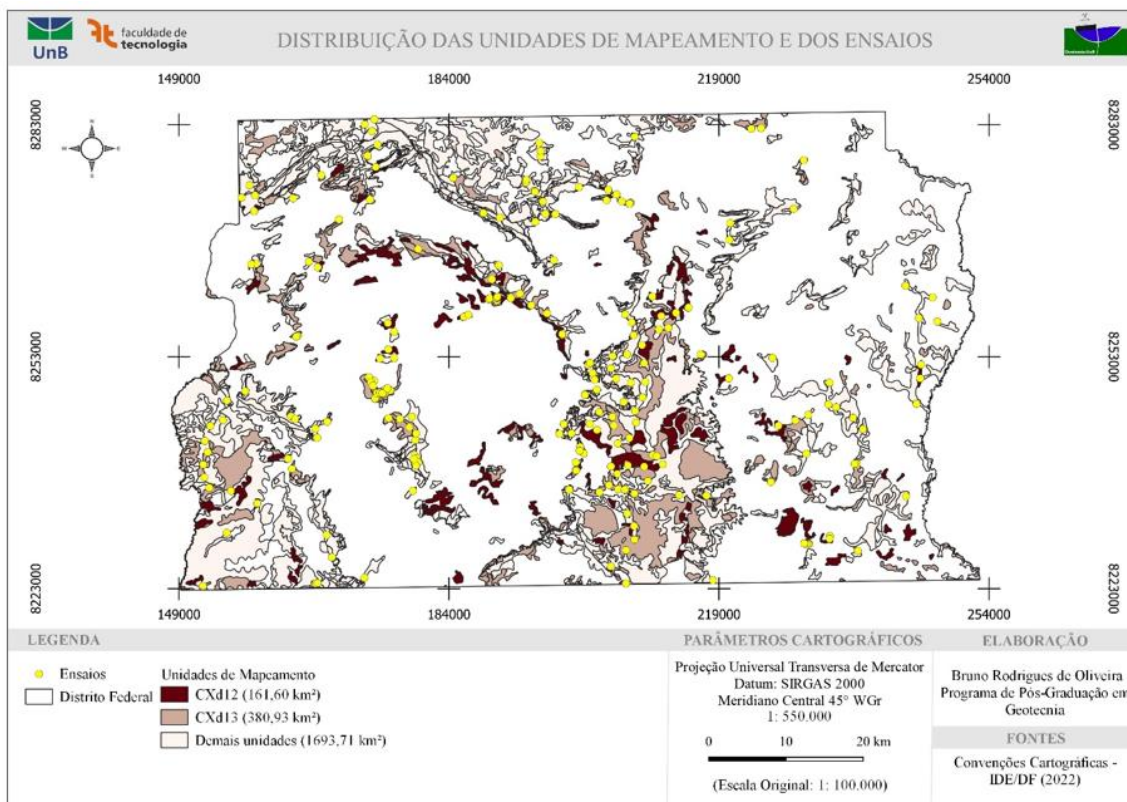 UnB
faculdade de
tecnologia
DISTRIBUIÇÃO DAS UNIDADES DE MAPEAMENTO E DOS ENSAIOS
149000
184000
219000
254000
8283000
8283000
8253000
8253000
8223000
8223000
149000
184000
219000
254000
LEGENDA
Ensaios
Distrito Federal
Unidades de Mapeamento
CXd12 (161,60 km²)
CXd13 (380,93 km²)
Demais unidades (1693,71 km²)
PARÂMETROS CARTOGRÁFICOS
Projeção Universal Transversa de Mercator
Datum: SIRGAS 2000
Meridiano Central 45° WGr
1: 550.000
0 10 20 km
(Escala Original: 1: 100.000)
ELABORAÇÃO
Bruno Rodrigues de Oliveira
Programa de Pós-Graduação em
Geotecnia
FONTES
Convenções Cartográficas -
IDE/DF (2022)